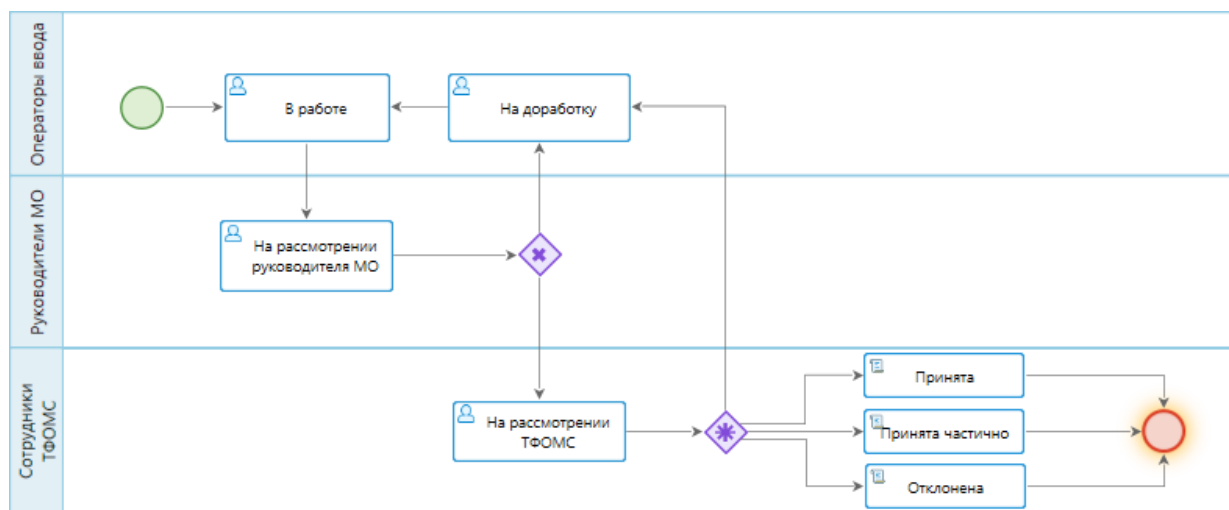 Операторы ввода
В работе
На доработку
Руководители МО
На рассмотрении
руководителя МО
Сотрудники
ТФОМС
На рассмотрении
ТФОМС
Принята
Принята частично
Отклонена